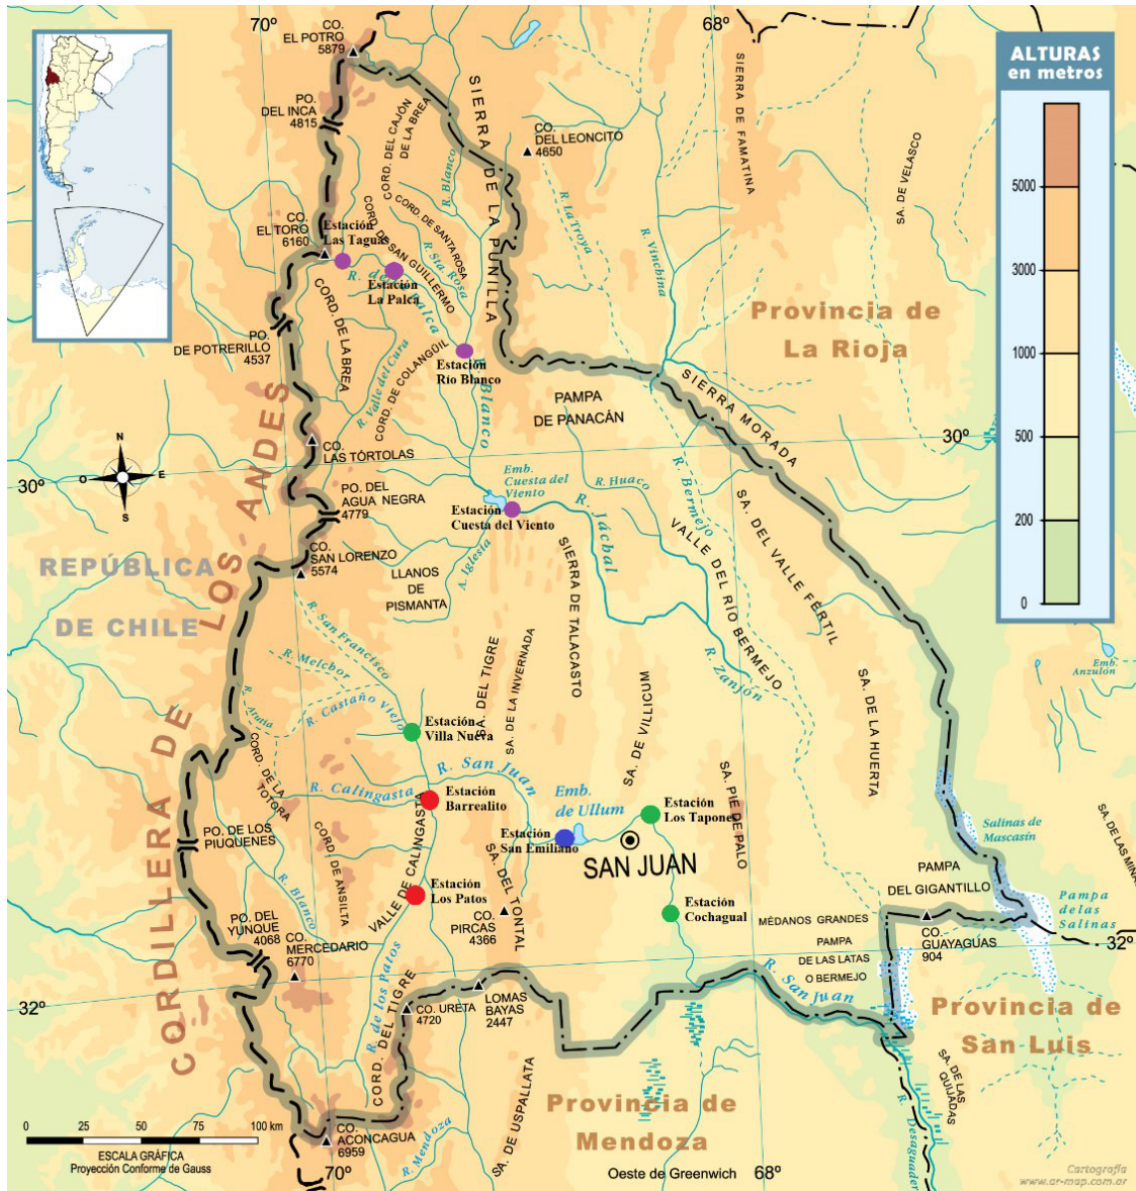 70º
68º
CO.
EL POTRO
5879
ALTURAS
en metros
5000
3000
1000
500
200
0
PO.
DEL INCA
4815
CORD. DEL CAJÓN
DE LA BREA
R. Blanco
SIERRA DE LA PUNILLA
CO.
DEL LEONCITO
4650
SIERRA DE FAMATINA
SA. DE VELASCO
CO.
EL TORO
6160
Estación
Las Taguas
CORD. DE SANTA ROSA
CORD. DE SAN GUILLERMO
R. Sta. Rosa
R. La Troya
R. Vinchina
Estación
La Palca
Provincia de
La Rioja
PO.
DE POTRERILLO
4537
CORD. DE LA BREA
R. Valle del Cura
CORD. DE COLANGÜIL
Estación
Río Blanco
R. Blanco
PAMPA
DE PANACÁN
SIERRA MORADA
CORDILLERA DE LOS ANDES
N
O
E
S
30º
30º
CO.
LAS TÓRTOLAS
PO. DEL
AGUA NEGRA
4779
Emb.
Cuesta del
Viento
Estación
Cuesta del Viento
R. Huaco
R. Jáchal
R. Bermejo
SA. DEL VALLE FÉRTIL
VALLE DEL RÍO BERMEJO
REPÚBLICA
DE CHILE
CO.
SAN LORENZO
5574
LLANOS
DE
PISMANTA
A. Iglesia
SIERRA DE TALACASTO
R. San Francisco
R. Melchor
R. Castaño Viejo
R. Atutia
SA. DEL TIGRE
SA. DE LA INVERNADA
SA. DE VILLICUM
R. Zanjón
SA. DE LA HUERTA
Emb.
Anzulón
Estación
Villa Nueva
CORD. DE LA
TOTORA
R. Calingasta
R. San Juan
Estación
Barrealito
Emb.
de Ullum
Estación
Los Tapones
SA. PIÉ DE PALO
Estación
San Emiliano
SAN JUAN
Salinas de
Mascasín
SA. DE LAS MINAS
PO. DE LOS
PIUQUENES
CORD. DE ANSILTA
VALLE DE CALINGASTA
Estación
Los Patos
SA. DEL TONTAL
R. Blanco
Estación
Cochagual
PAMPA
DEL GIGANTILLO
Pampa
de las
Salinas
PO. DEL
YUNQUE
4068
CO.
MERCEDARIO
6770
CO.
PIRCAS
4366
MÉDANOS GRANDES
PAMPA
DE LAS LATAS
O BERMEJO
CO.
GUAYAGUÁS
904
32º
32º
R. de los Patos
CORD. DEL TIGRE
CO. URETA
4720
LOMAS
BAYAS
2447
R. San Juan
Provincia de
San Luis
SA. DE LAS
QUIJADAS
R. Desaguadero
SA. DE USPALLATA
R. Mendoza
Provincia de
Mendoza
0
25
50
75
100 km
ESCALA GRÁFICA
Proyección Conforme de Gauss
CO.
ACONCAGUA
6959
70º
68º
Oeste de Greenwich
Cartografía
www.ar-map.com.ar